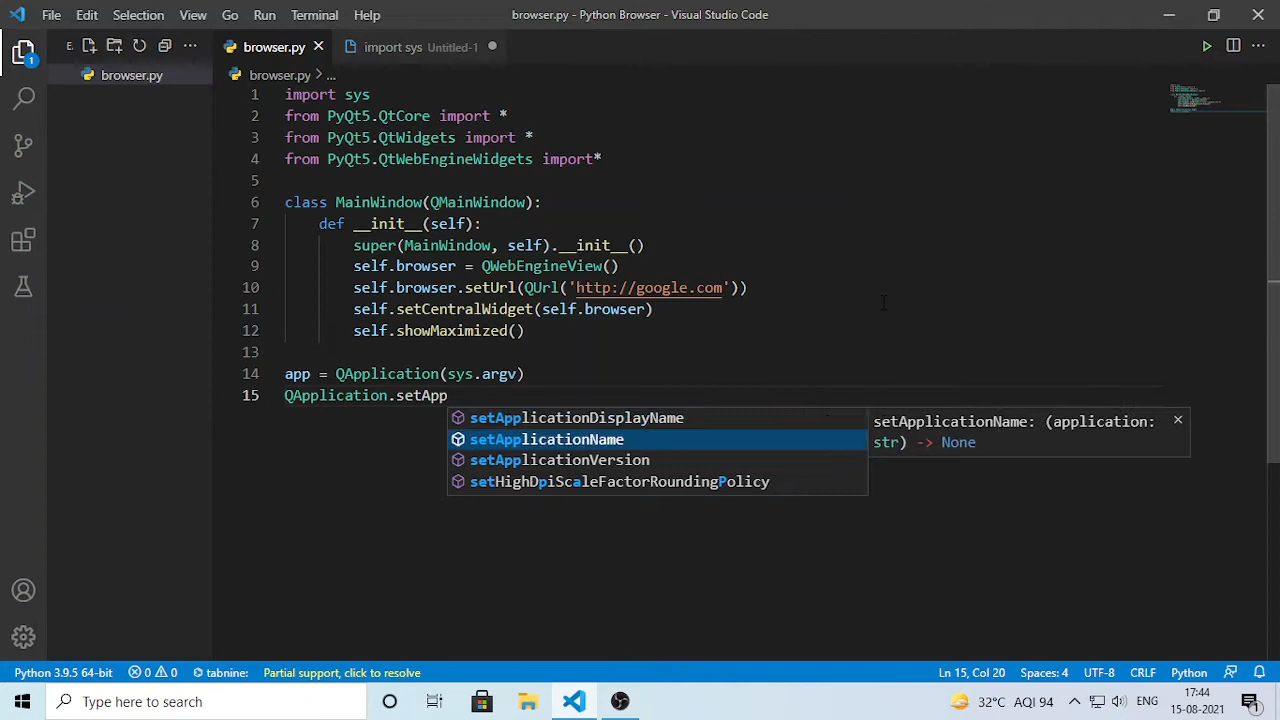 File Edit Selection View Go Run Terminal Help
browser.py - Python Browser - Visual Studio Code
E
browser.py
import sys Untitled-1
1
browser.py
browser.py > ...
1 import sys
2 from PyQt5.QtCore import *
3 from PyQt5.QtWidgets import *
4 from PyQt5.QtWebEngineWidgets import*
5
6 class MainWindow(QMainWindow):
7 def __init__(self):
8 super(MainWindow, self).__init__()
9 self.browser = QWebEngineView()
10 self.browser.setUrl(QUrl('http://google.com'))
11 self.setCentralWidget(self.browser)
12 self.showMaximized()
13
14 app = QApplication(sys.argv)
15 QApplication.setApp
setApplicationDisplayName
setApplicationName
setApplicationVersion
setHighDpiScaleFactorRoundingPolicy
setApplicationName: (application:
str) -> None
Python 3.9.5 64-bit 0 0 tabnine: Partial support, click to resolve
Ln 15, Col 20 Spaces: 4 UTF-8 CRLF Python
Type here to search
32°C AQI 94
17:44
15-08-2021
1